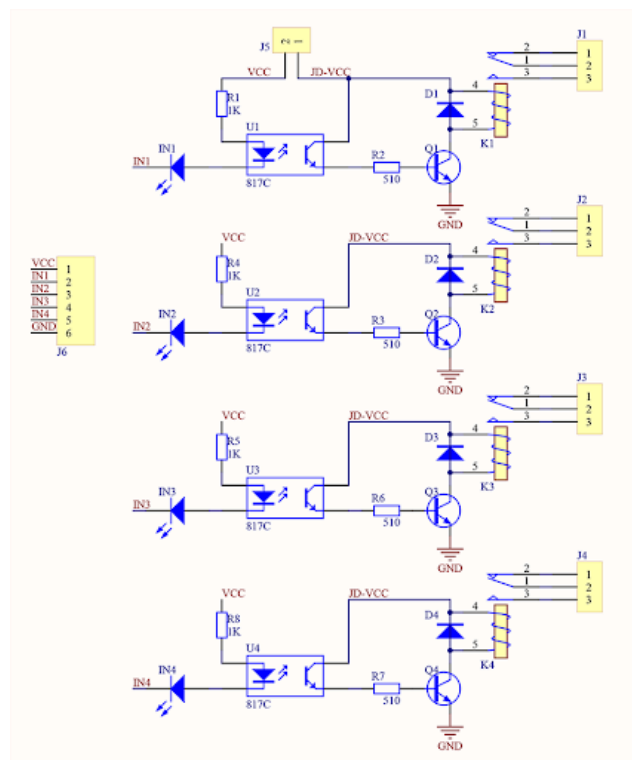 J5
2 1
VCC JD-VCC
R1
1K
U1
817C
IN1
IN1
R2
510
Q1
D1
4
5
K1
GND
J1
2 1
1 2
3 3
VCC
R4
1K
U2
817C
IN2
IN2
JD-VCC
R3
510
Q2
D2
4
5
K2
GND
J2
2 1
1 2
3 3
VCC 1
IN1 2
IN2 3
IN3 4
IN4 5
GND 6
J6
VCC
R5
1K
U3
817C
IN3
IN3
JD-VCC
R6
510
Q3
D3
4
5
K3
GND
J3
2 1
1 2
3 3
VCC
R8
1K
U4
817C
IN4
IN4
JD-VCC
R7
510
Q4
D4
4
5
K4
GND
J4
2 1
1 2
3 3